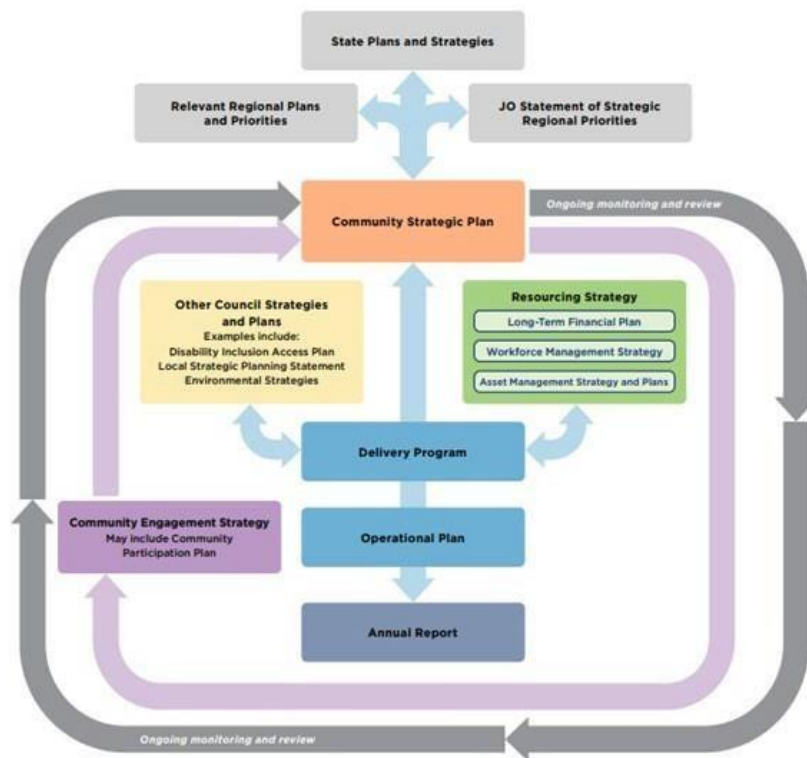 State Plans and Strategies
Relevant Regional Plans
and Priorities
JO Statement of Strategic
Regional Priorities
Community Strategic Plan
Ongoing monitoring and review
Other Council Strategies
and Plans
Examples include:
Disability Inclusion Access Plan
Local Strategic Planning Statement
Environmental Strategies
Resourcing Strategy
Long-Term Financial Plan
Workforce Management Strategy
Asset Management Strategy and Plans
Delivery Program
Community Engagement Strategy
May include Community
Participation Plan
Operational Plan
Annual Report
Ongoing monitoring and review